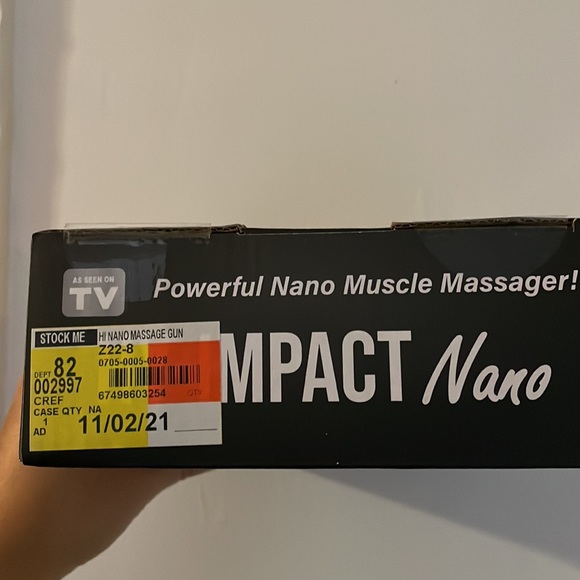 AS SEEN ON
TV
Powerful Nano Muscle Massager!
MPACT Nano
STOCK ME HI NANO MASSAGE GUN
Z22-8
DEPT 82
0705-0005-0028
002997
CREF
67498603254 QTY
CASE QTY NA
1
AD
11/02/21